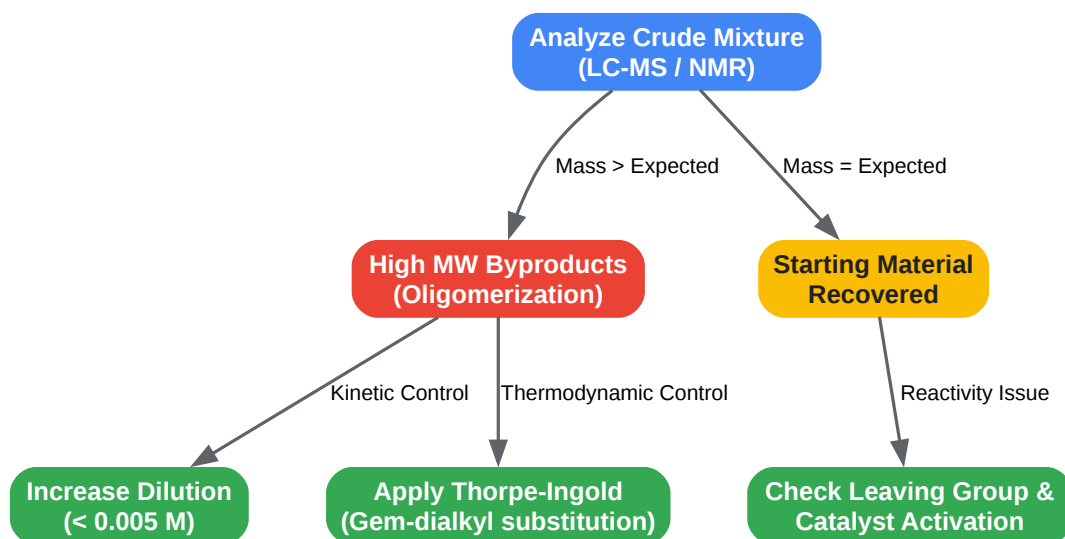 Analyze Crude Mixture
(LC-MS / NMR)
Mass > Expected
Mass = Expected
High MW Byproducts
(Oligomerization)
Starting Material
Recovered
Kinetic Control
Thermodynamic Control
Reactivity Issue
Increase Dilution
(< 0.005 M)
Apply Thorpe-Ingold
(Gem-dialkyl substitution)
Check Leaving Group &
Catalyst Activation